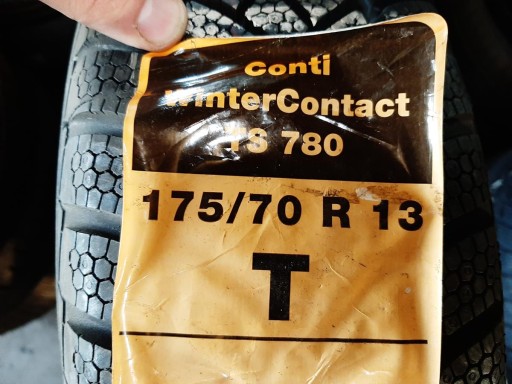 Conti
WinterContact
TS 780
175/70 R 13
T